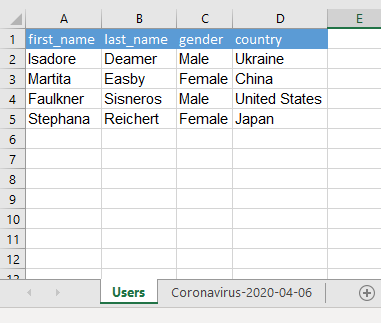 A B C D E
1 first_name last_name gender country
2 Isadore Deamer Male Ukraine
3 Martita Easby Female China
4 Faulkner Sisneros Male United States
5 Stephana Reichert Female Japan
6
7
8
9
10
11
12
Users Coronavirus-2020-04-06